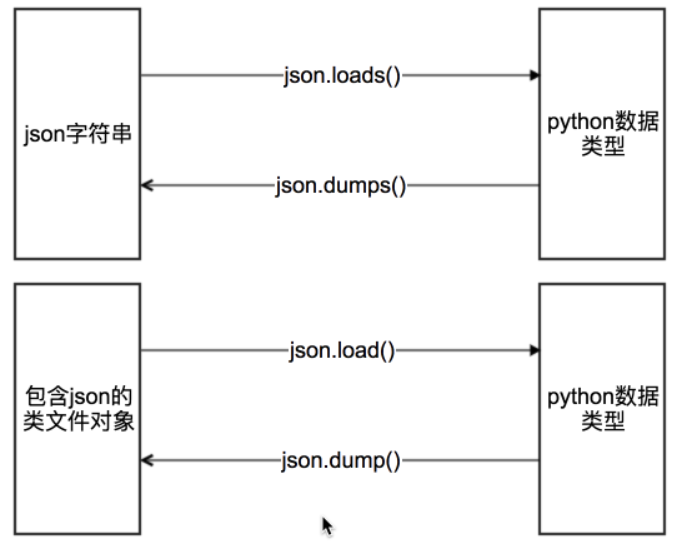 json.loads()
json字符串
python数据
类型
json.dumps()
json.load()
包含json的
类文件对象
python数据
类型
json.dump()